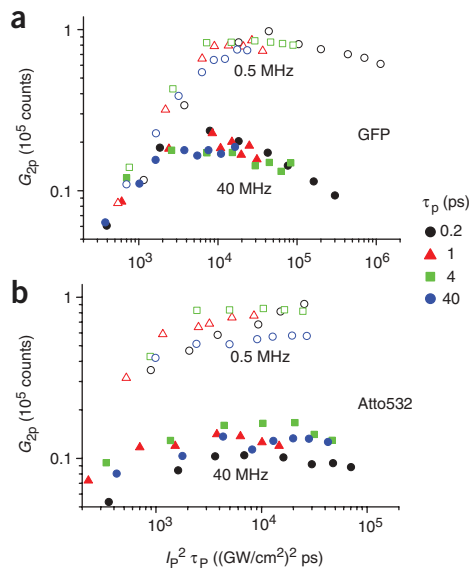 a
1
0.1
G2p (10^5 counts)
0.5 MHz
40 MHz
GFP
10^3 10^4 10^5 10^6
τp (ps)
0.2
1
4
40
b
1
0.1
G2p (10^5 counts)
0.5 MHz
40 MHz
Atto532
10^3 10^4 10^5
IP^2 τP ((GW/cm^2)^2 ps)